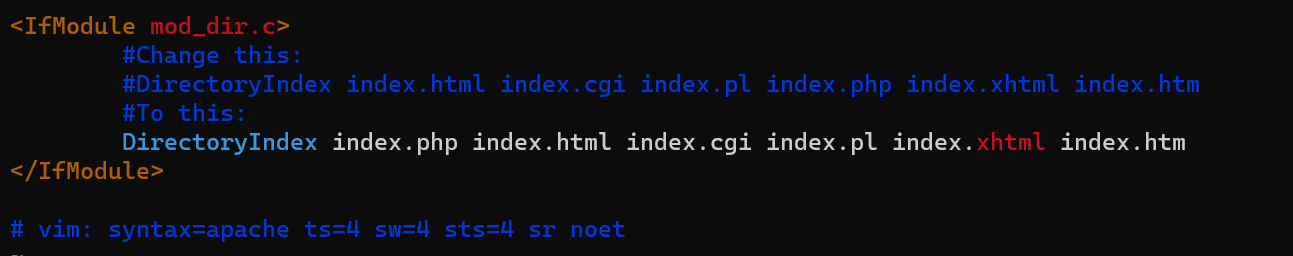 <IfModule mod_dir.c>
#Change this:
#DirectoryIndex index.html index.cgi index.pl index.php index.xhtml index.htm
#To this:
DirectoryIndex index.php index.html index.cgi index.pl index.xhtml index.htm
</IfModule>
# vim: syntax=apache ts=4 sw=4 sts=4 sr noet